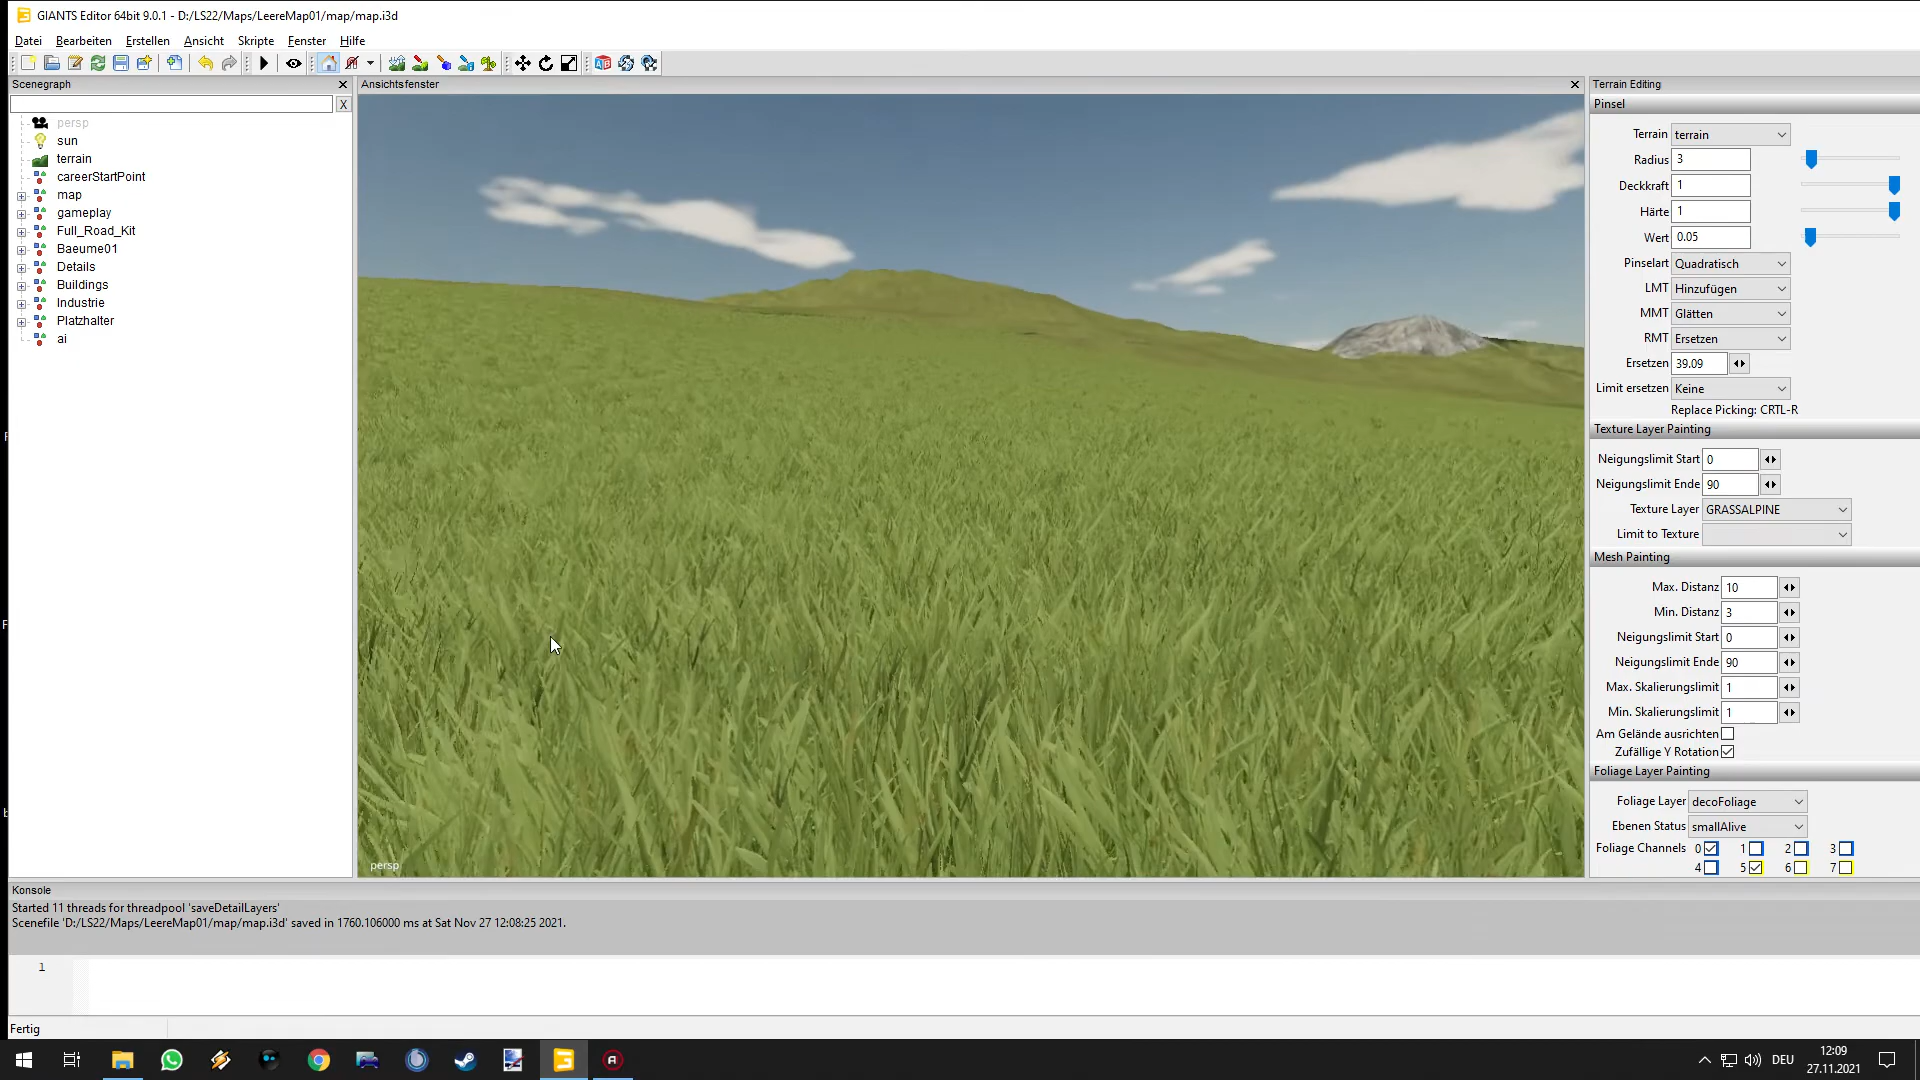 GIANTS Editor 64bit 9.0.1 - D:/LS22/Maps/LeereMap01/map/map.i3d
Datei Bearbeiten Erstellen Ansicht Skripte Fenster Hilfe
Scenegraph
X
persp
sun
terrain
careerStartPoint
map
gameplay
Full_Road_Kit
Baeume01
Details
Buildings
Industrie
Platzhalter
ai
Ansichtsfenster
persp
Terrain Editing
Pinsel
Terrain terrain
Radius 3
Deckkraft 1
Härte 1
Wert 0.05
Pinselart Quadratisch
LMT Hinzufügen
MMT Glätten
RMT Ersetzen
Ersetzen 39.09
Limit ersetzen Keine
Replace Picking: CRTL-R
Texture Layer Painting
Neigungslimit Start 0
Neigungslimit Ende 90
Texture Layer GRASSALPINE
Limit to Texture
Mesh Painting
Max. Distanz 10
Min. Distanz 3
Neigungslimit Start 0
Neigungslimit Ende 90
Max. Skalierungslimit 1
Min. Skalierungslimit 1
Am Gelände ausrichten
Zufällige Y Rotation
Foliage Layer Painting
Foliage Layer decoFoliage
Ebenen Status smallAlive
Foliage Channels 0 1 2 3
4 5 6 7
Konsole
Started 11 threads for threadpool 'saveDetailLayers'
Scenefile 'D:/LS22/Maps/LeereMap01/map/map.i3d' saved in 1760.106000 ms at Sat Nov 27 12:08:25 2021.
1
Fertig
DEU
12:09
27.11.2021